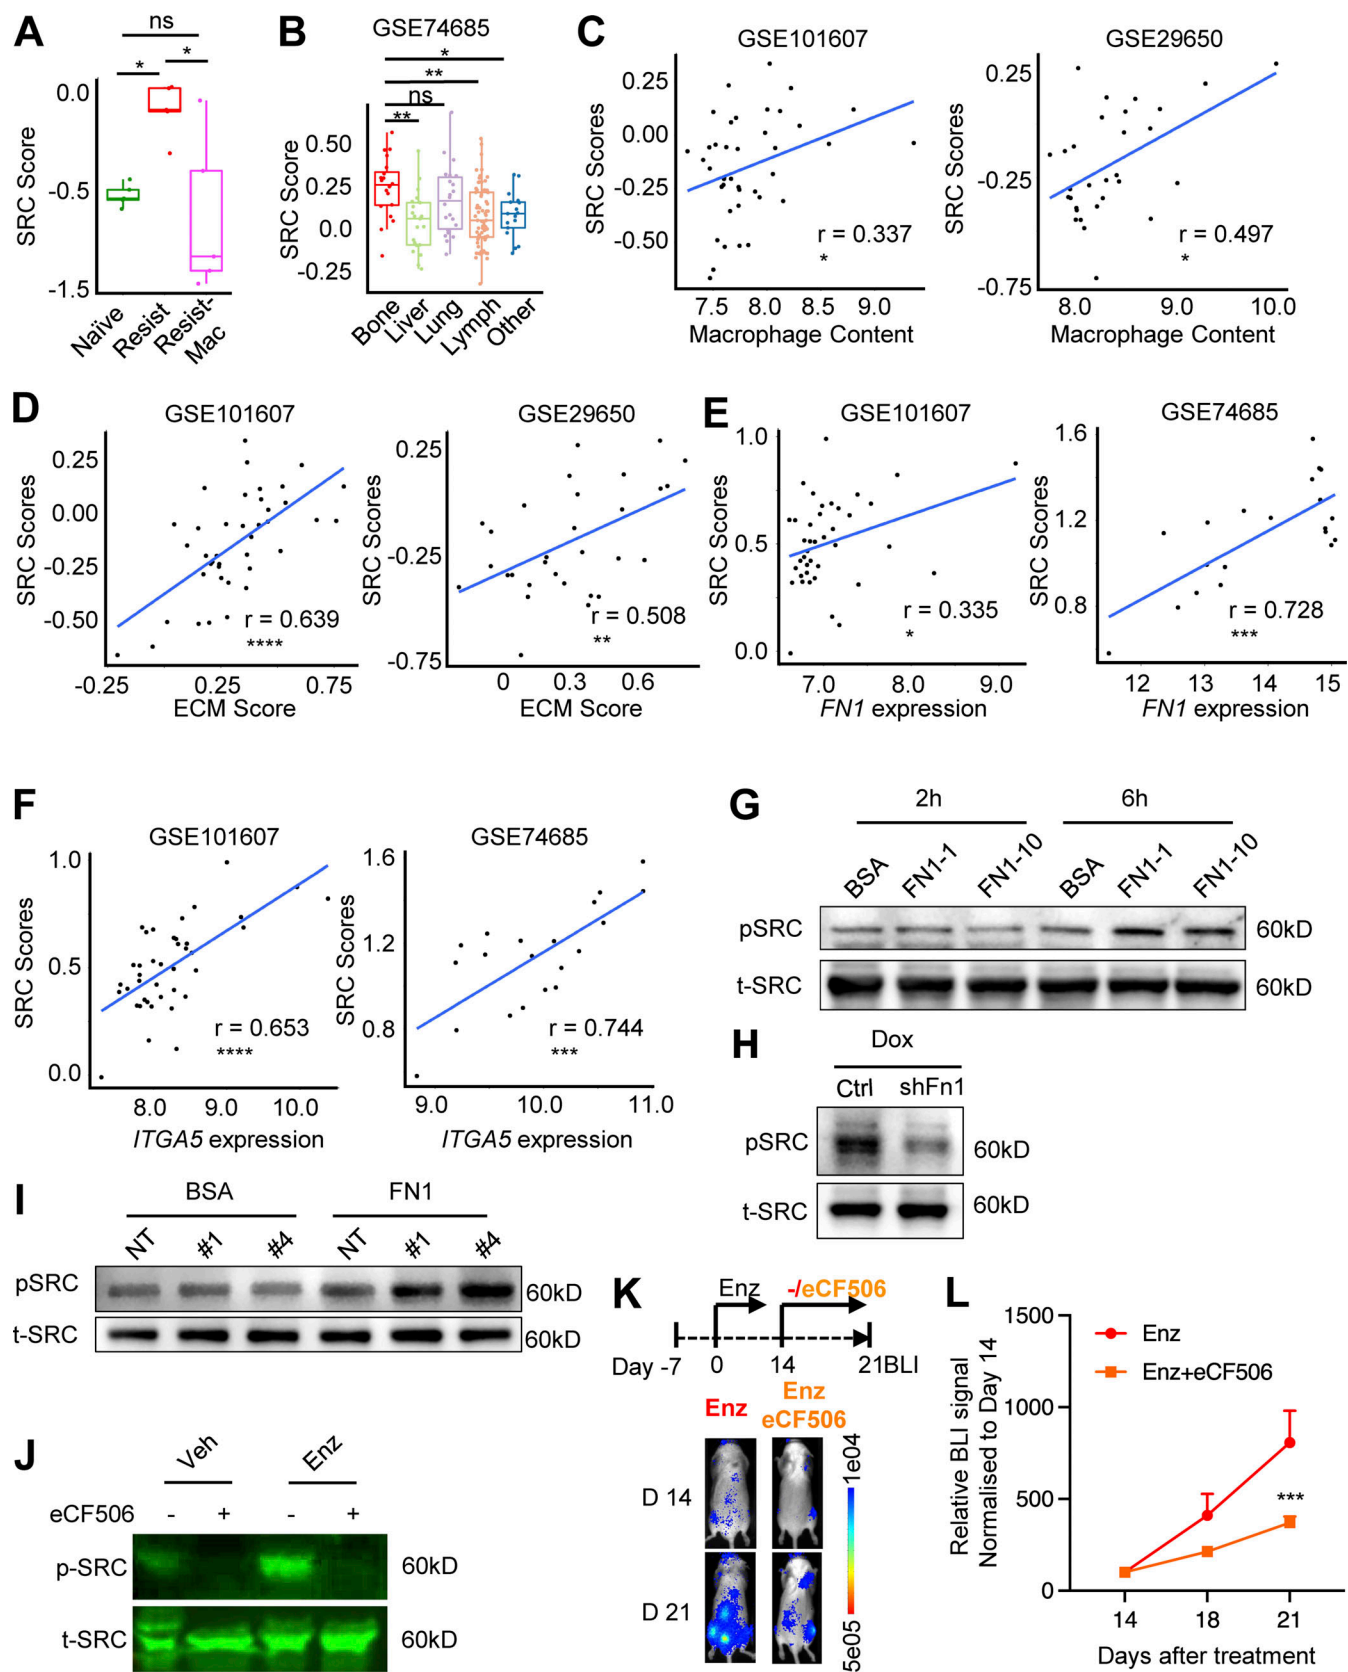 A
ns
*
*
SRC Score
0.0
-0.5
-1.5
Naïve
Resist
Resist-
Mac
B
GSE74685
*
**
ns
**
SRC Score
0.50
0.25
0.0
-0.25
Bone
Liver
Lung
Lymph
Other
C
GSE101607
SRC Scores
0.25
0.00
-0.25
-0.50
r = 0.337
*
7.5
8.0
8.5
9.0
Macrophage Content
GSE29650
SRC Scores
0.25
-0.25
-0.75
r = 0.497
*
8.0
9.0
10.0
Macrophage Content
D
GSE101607
SRC Scores
0.25
0.00
-0.25
-0.50
r = 0.639
****
-0.25
0.25
0.75
ECM Score
GSE29650
SRC Scores
0.25
-0.25
-0.75
r = 0.508
**
0
0.3
0.6
ECM Score
E
GSE101607
SRC Scores
1.0
0.5
0.0
r = 0.335
*
7.0
8.0
9.0
FN1 expression
GSE74685
SRC Scores
1.6
1.2
0.8
r = 0.728
***
12
13
14
15
FN1 expression
F
GSE101607
SRC Scores
1.0
0.5
0.0
r = 0.653
****
8.0
9.0
10.0
ITGA5 expression
GSE74685
SRC Scores
1.6
1.2
0.8
r = 0.744
***
9.0
10.0
11.0
ITGA5 expression
G
2h
6h
BSA
FN1-1
FN1-10
BSA
FN1-1
FN1-10
pSRC
60kD
t-SRC
60kD
H
Dox
Ctrl
shFn1
pSRC
60kD
t-SRC
60kD
I
BSA
FN1
NT
#1
#4
NT
#1
#4
pSRC
60kD
t-SRC
60kD
J
Veh
Enz
eCF506
-
+
-
+
p-SRC
60kD
t-SRC
60kD
K
Enz
-/eCF506
Day -7
0
14
21BLI
Enz
Enz
eCF506
D 14
D 21
1e04
5e05
L
Relative BLI signal
Normalised to Day 14
1500
1000
500
0
Enz
Enz+eCF506
***
14
18
21
Days after treatment